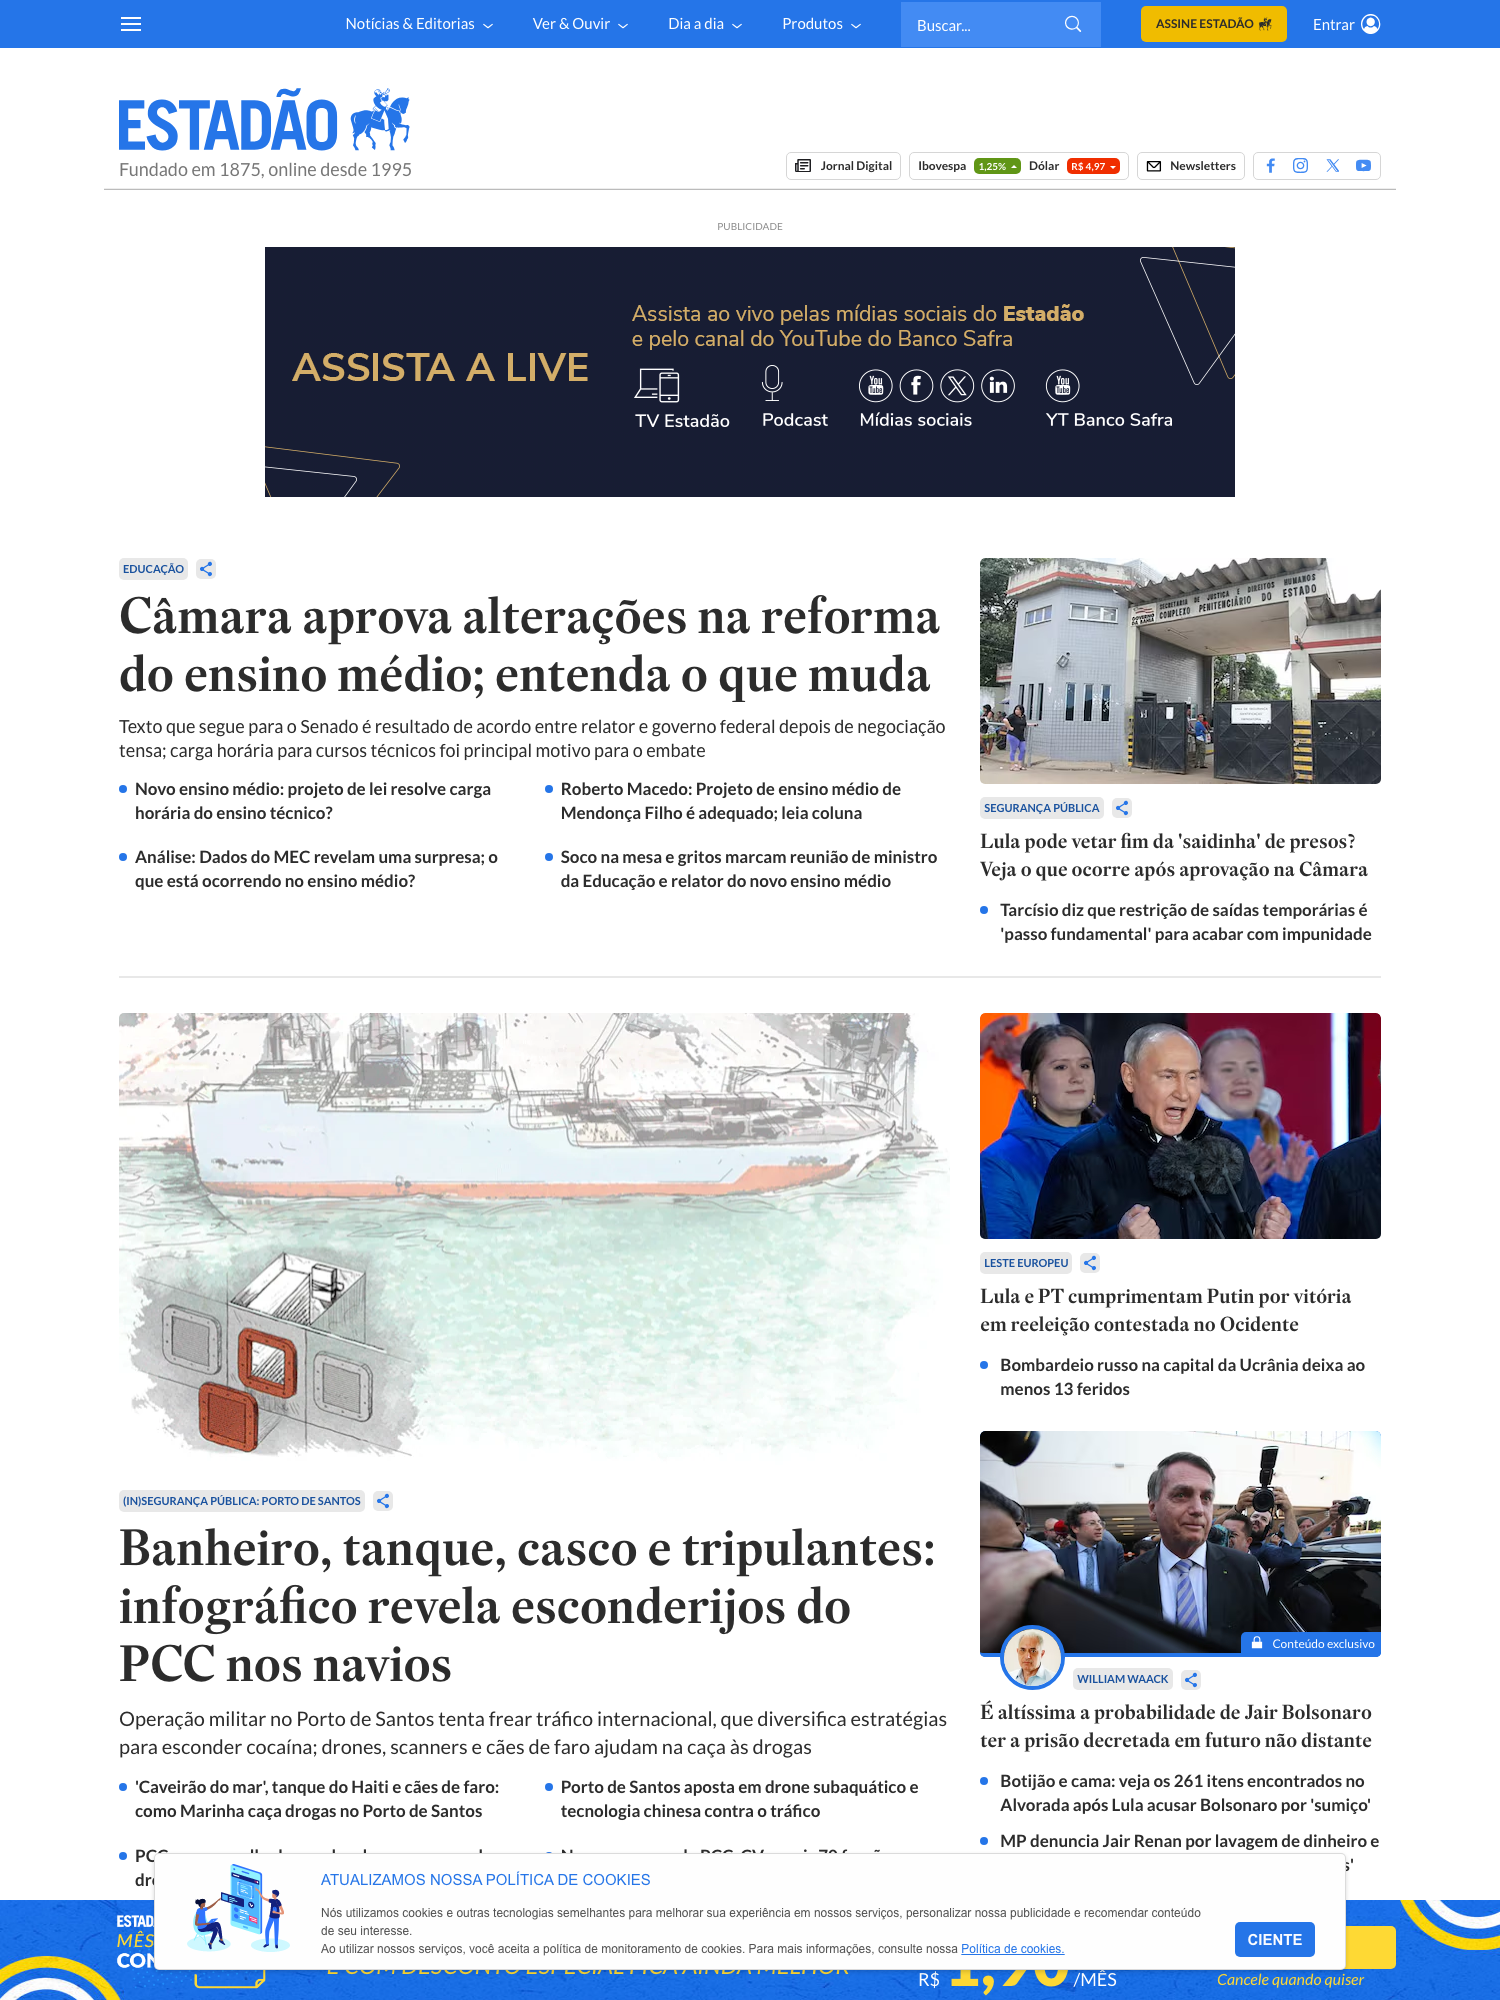 Notícias & Editorias
Ver & Ouvir
Dia a dia
Produtos
Buscar...
ASSINE ESTADÃO
Entrar
ESTADÃO
Fundado em 1875, online desde 1995
Jornal Digital
Ibovespa 1,25% Dólar R$ 4,97
Newsletters
PUBLICIDADE
ASSISTA A LIVE
Assista ao vivo pelas mídias sociais do Estadão
e pelo canal do YouTube do Banco Safra
TV Estadão
Podcast
Mídias sociais
YT Banco Safra
EDUCAÇÃO
Câmara aprova alterações na reforma
do ensino médio; entenda o que muda
Texto que segue para o Senado é resultado de acordo entre relator e governo federal depois de negociação
tensa; carga horária para cursos técnicos foi principal motivo para o embate
Novo ensino médio: projeto de lei resolve carga
horária do ensino técnico?
Roberto Macedo: Projeto de ensino médio de
Mendonça Filho é adequado; leia coluna
Análise: Dados do MEC revelam uma surpresa; o
que está ocorrendo no ensino médio?
Soco na mesa e gritos marcam reunião de ministro
da Educação e relator do novo ensino médio
SECRETARIA DE JUSTIÇA E DIREITOS HUMANOS
COMPLEXO PENITENCIÁRIO DO ESTADO
SEGURANÇA PÚBLICA
Lula pode vetar fim da 'saidinha' de presos?
Veja o que ocorre após aprovação na Câmara
Tarcísio diz que restrição de saídas temporárias é
'passo fundamental' para acabar com impunidade
(IN)SEGURANÇA PÚBLICA: PORTO DE SANTOS
Banheiro, tanque, casco e tripulantes:
infográfico revela esconderijos do
PCC nos navios
Operação militar no Porto de Santos tenta frear tráfico internacional, que diversifica estratégias
para esconder cocaína; drones, scanners e cães de faro ajudam na caça às drogas
'Caveirão do mar', tanque do Haiti e cães de faro:
como Marinha caça drogas no Porto de Santos
Porto de Santos aposta em drone subaquático e
tecnologia chinesa contra o tráfico
LESTE EUROPEU
Lula e PT cumprimentam Putin por vitória
em reeleição contestada no Ocidente
Bombardeio russo na capital da Ucrânia deixa ao
menos 13 feridos
Conteúdo exclusivo
WILLIAM WAACK
É altíssima a probabilidade de Jair Bolsonaro
ter a prisão decretada em futuro não distante
Botijão e cama: veja os 261 itens encontrados no
Alvorada após Lula acusar Bolsonaro por 'sumiço'
MP denuncia Jair Renan por lavagem de dinheiro e
ATUALIZAMOS NOSSA POLÍTICA DE COOKIES
Nós utilizamos cookies e outras tecnologias semelhantes para melhorar sua experiência em nossos serviços, personalizar nossa publicidade e recomendar conteúdo
de seu interesse.
Ao utilizar nossos serviços, você aceita a política de monitoramento de cookies. Para mais informações, consulte nossa Política de cookies.
CIENTE
R$ 1,90 /MÊS
Cancele quando quiser